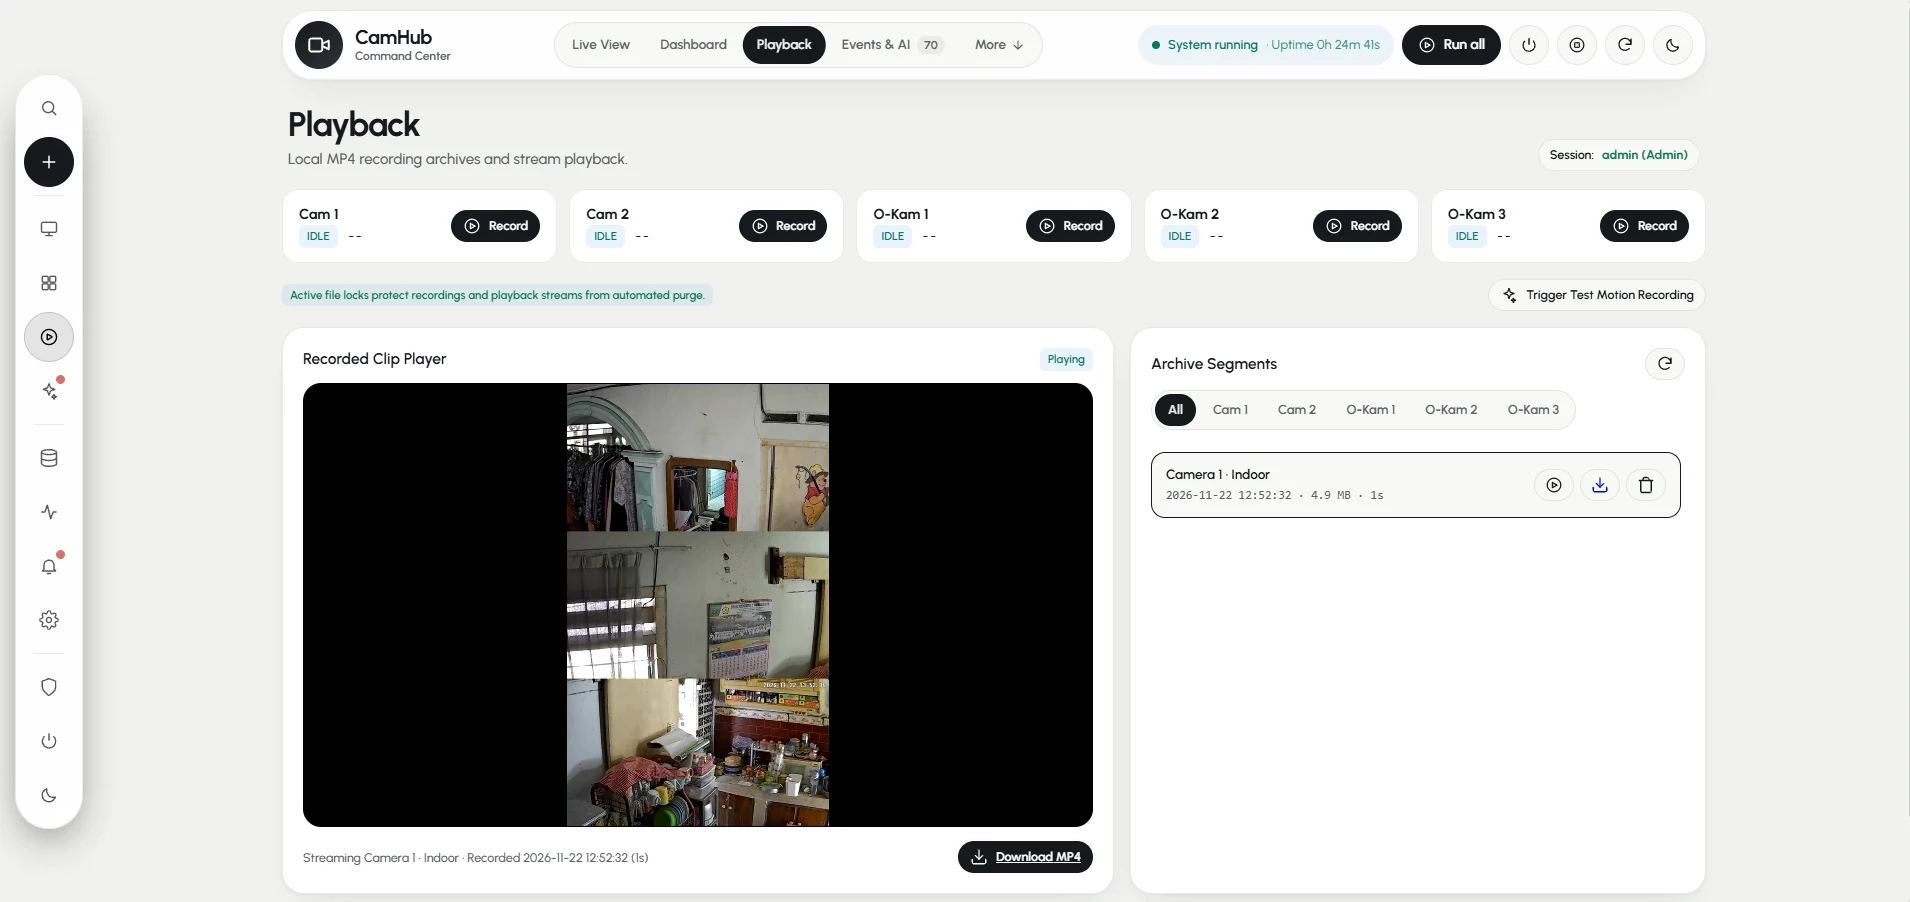 CamHub
Command Center
Live View
Dashboard
Playback
Events & AI 70
More
System running · Uptime 0h 24m 41s
Run all
Playback
Local MP4 recording archives and stream playback.
Session: admin (Admin)
Cam 1
IDLE --
Record
Cam 2
IDLE --
Record
O-Kam 1
IDLE --
Record
O-Kam 2
IDLE --
Record
O-Kam 3
IDLE --
Record
Active file locks protect recordings and playback streams from automated purge.
Trigger Test Motion Recording
Recorded Clip Player
Playing
Streaming Camera 1 · Indoor · Recorded 2026-11-22 12:52:32 (1s)
Download MP4
Archive Segments
All
Cam 1
Cam 2
O-Kam 1
O-Kam 2
O-Kam 3
Camera 1 · Indoor
2026-11-22 12:52:32 · 4.9 MB · 1s